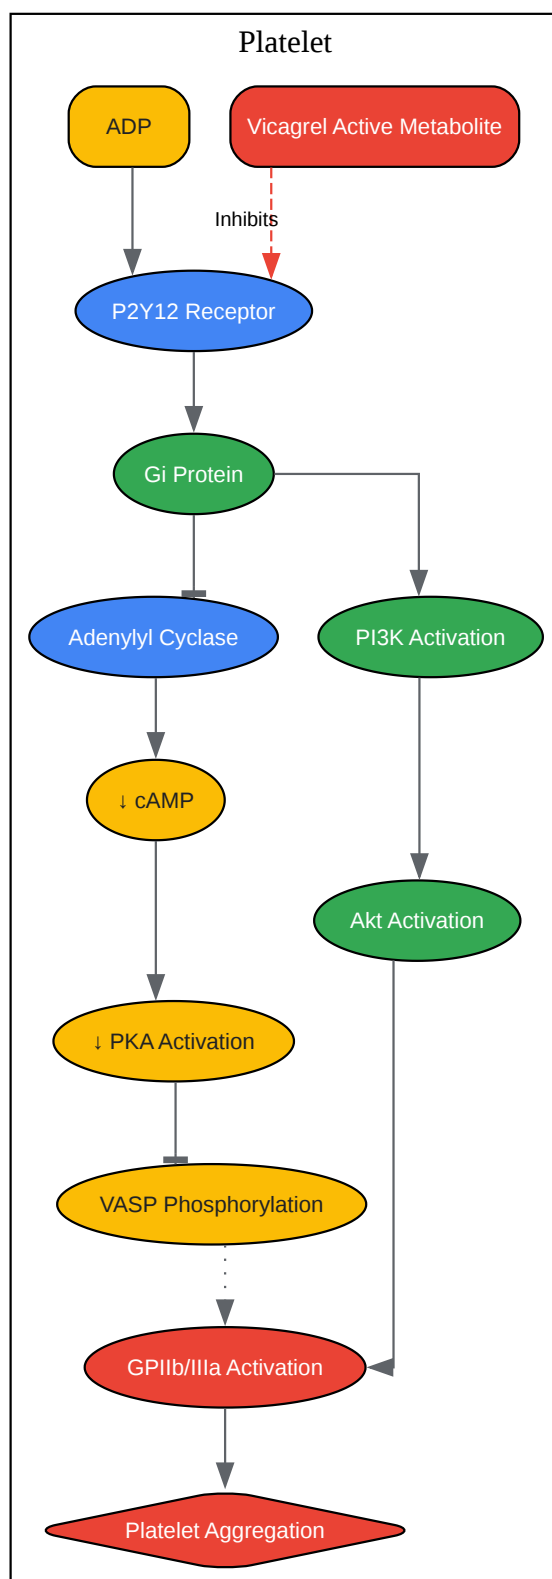 Platelet
ADP
Vicagrel Active Metabolite
Inhibits
P2Y12 Receptor
Gi Protein
Adenylyl Cyclase
PI3K Activation
↓ cAMP
Akt Activation
↓ PKA Activation
VASP Phosphorylation
GPIIb/IIIa Activation
Platelet Aggregation